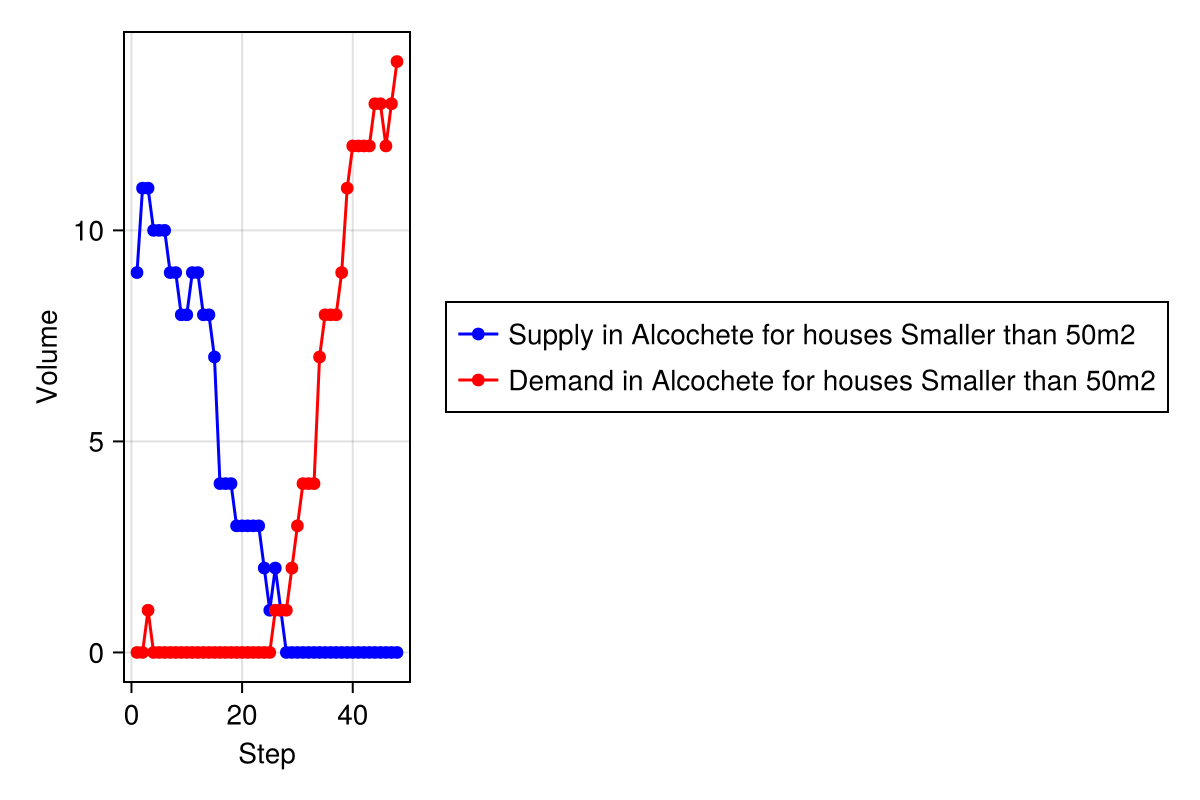 Volume
10
5
0
0 20 40
Step
Supply in Alcochete for houses Smaller than 50m2
Demand in Alcochete for houses Smaller than 50m2